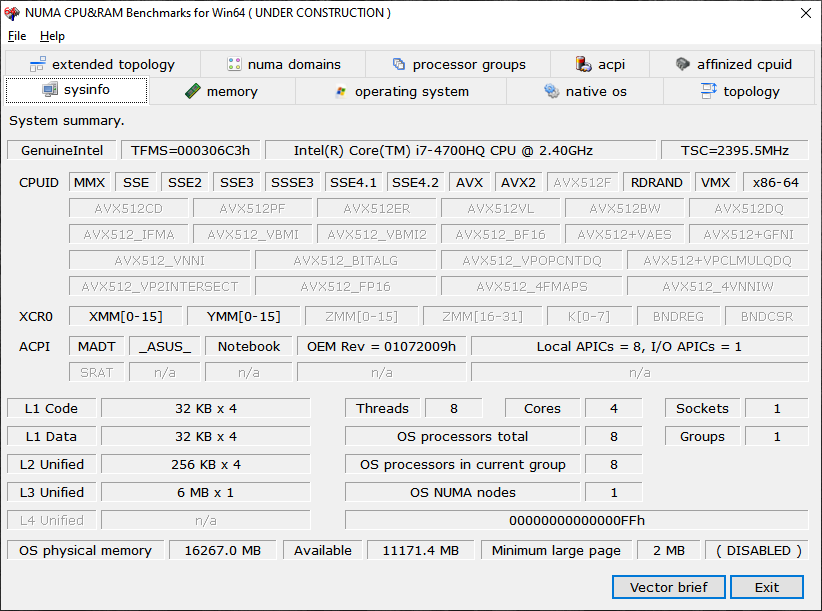 NUMA CPU&RAM Benchmarks for Win64 ( UNDER CONSTRUCTION )
File Help
extended topology numa domains processor groups acpi affinized cpuid
sysinfo memory operating system native os topology
System summary.
GenuineIntel TFMS=000306C3h Intel(R) Core(TM) i7-4700HQ CPU @ 2.40GHz TSC=2395.5MHz
CPUID MMX SSE SSE2 SSE3 SSSE3 SSE4.1 SSE4.2 AVX AVX2 AVX512F RDRAND VMX x86-64
AVX512CD AVX512PF AVX512ER AVX512VL AVX512BW AVX512DQ
AVX512_IFMA AVX512_VBMI AVX512_VBMI2 AVX512_BF16 AVX512+VAES AVX512+GFNI
AVX512_VNNI AVX512_BITALG AVX512_VPOPCNTDQ AVX512+VPCLMULQDQ
AVX512_VP2INTERSECT AVX512_FP16 AVX512_4FMAPS AVX512_4VNNIW
XCR0 XMM[0-15] YMM[0-15] ZMM[0-15] ZMM[16-31] K[0-7] BNDREG BNDCSR
ACPI MADT _ASUS_ Notebook OEM Rev = 01072009h Local APICs = 8, I/O APICs = 1
SRAT n/a n/a n/a n/a
L1 Code 32 KB x 4 Threads 8 Cores 4 Sockets 1
L1 Data 32 KB x 4 OS processors total 8 Groups 1
L2 Unified 256 KB x 4 OS processors in current group 8
L3 Unified 6 MB x 1 OS NUMA nodes 1
L4 Unified n/a 00000000000000FFh
OS physical memory 16267.0 MB Available 11171.4 MB Minimum large page 2 MB ( DISABLED )
Vector brief Exit